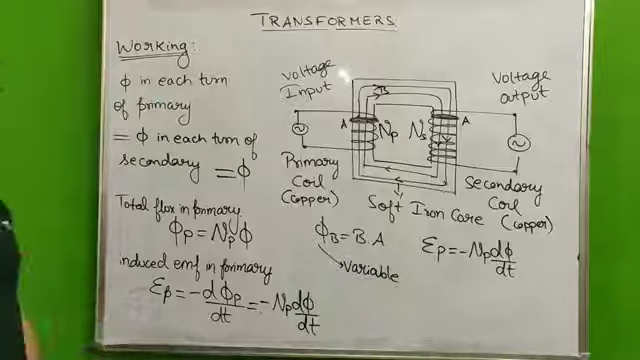 TRANSFORMERS
Working:
ϕ in each turn
of primary
= ϕ in each turn of
secondary = ϕ
Total flux in primary
ϕp = Npϕ
induced emf in primary
εp = -dϕp/dt = -Np dϕ/dt
Voltage
Input
B
A
Np
Ns
A
Voltage
output
Primary
Coil
(copper)
Secondary
Coil
(copper)
Soft Iron Core
ϕB = B.A
Variable
εp = -Np dϕ/dt